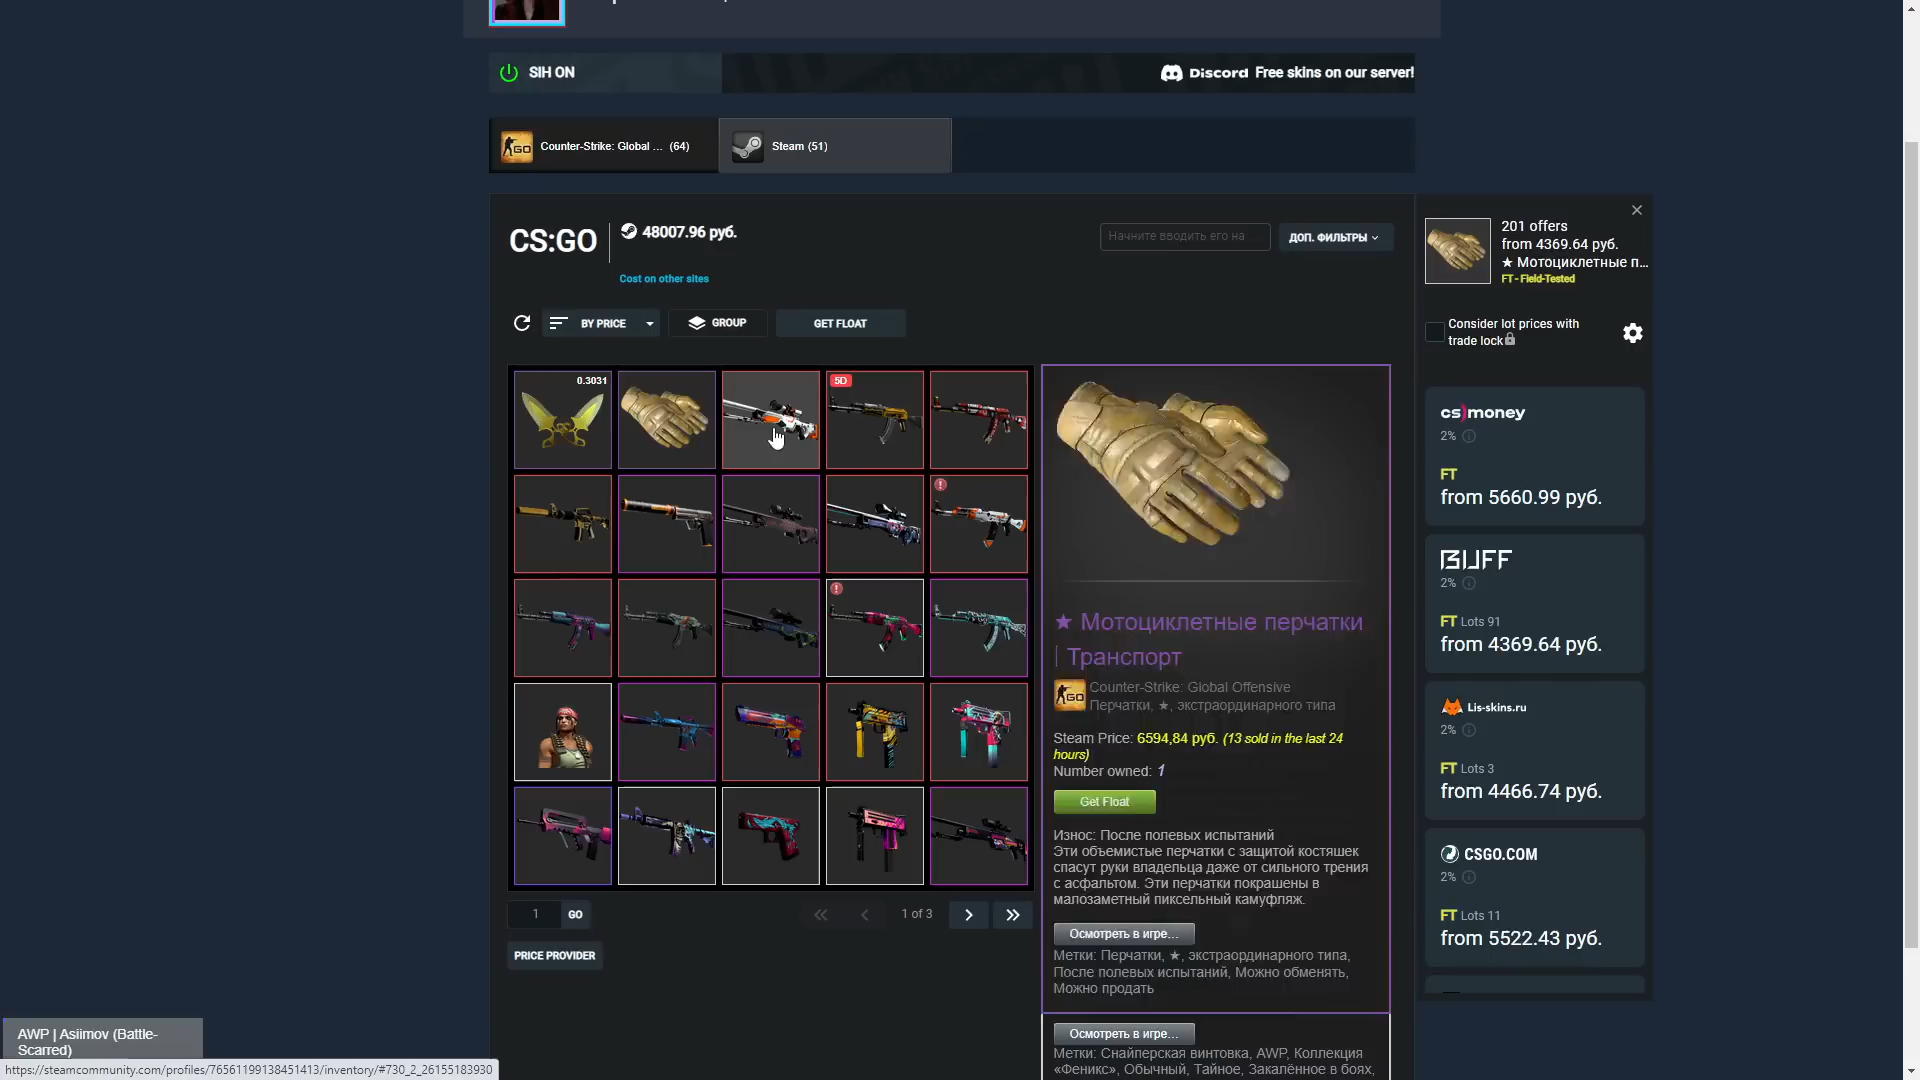 SIH ON
Discord Free skins on our server!
Counter-Strike: Global ... (64)
Steam (51)
CS:GO
48007.96 руб.
Cost on other sites
Начните вводить его на
ДОП. ФИЛЬТРЫ
BY PRICE
GROUP
GET FLOAT
0.3031
5D
1
GO
1 of 3
PRICE PROVIDER
★ Мотоциклетные перчатки
| Транспорт
Counter-Strike: Global Offensive
Перчатки, ★, экстраординарного типа
Steam Price: 6594,84 руб. (13 sold in the last 24
hours)
Number owned: 1
Get Float
Износ: После полевых испытаний
Эти объемистые перчатки с защитой костяшек
спасут руки владельца даже от сильного трения
с асфальтом. Эти перчатки покрашены в
малозаметный пиксельный камуфляж.
Осмотреть в игре...
Метки: Перчатки, ★, экстраординарного типа,
После полевых испытаний, Можно обменять,
Можно продать
Осмотреть в игре...
Метки: Снайперская винтовка, AWP, Коллекция
«Феникс», Обычный, Тайное, Закалённое в боях,
201 offers
from 4369.64 руб.
★ Мотоциклетные п...
FT - Field-Tested
Consider lot prices with
trade lock
cs)money
2%
FT
from 5660.99 руб.
BUFF
2%
FT Lots 91
from 4369.64 руб.
Lis-skins.ru
2%
FT Lots 3
from 4466.74 руб.
CSGO.COM
2%
FT Lots 11
from 5522.43 руб.
AWP | Asiimov (Battle-
Scarred)
https://steamcommunity.com/profiles/76561199138451413/inventory/#730_2_26155183930